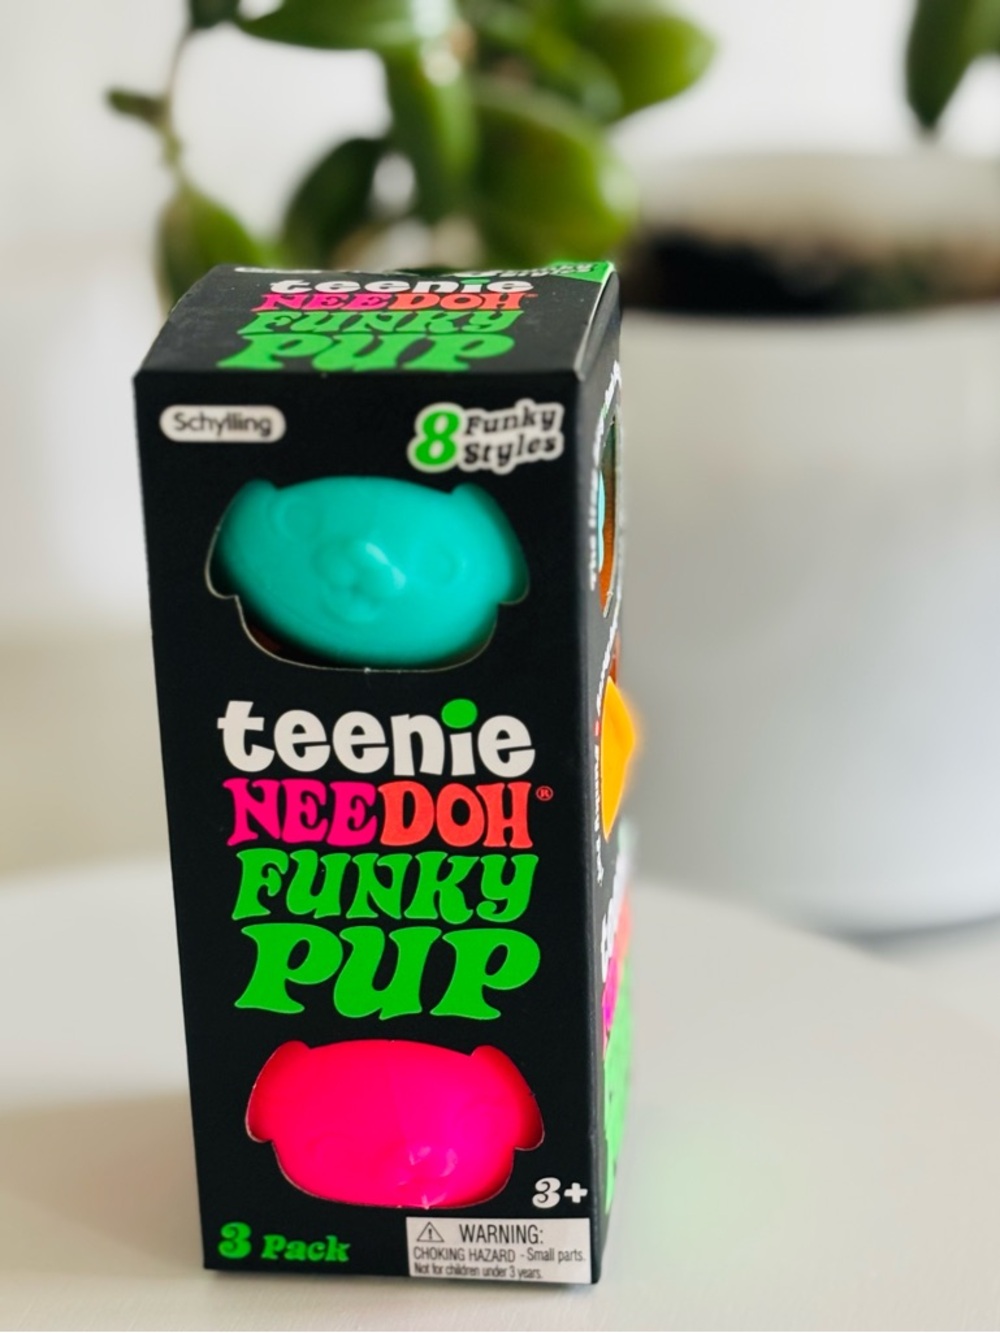 teenie
NEEDOH
FUNKY
PUP
Schylling
8 Funky
Styles
teenie
NEEDOH®
FUNKY
PUP
3+
3 Pack
⚠ WARNING:
CHOKING HAZARD - Small parts.
Not for children under 3 years.